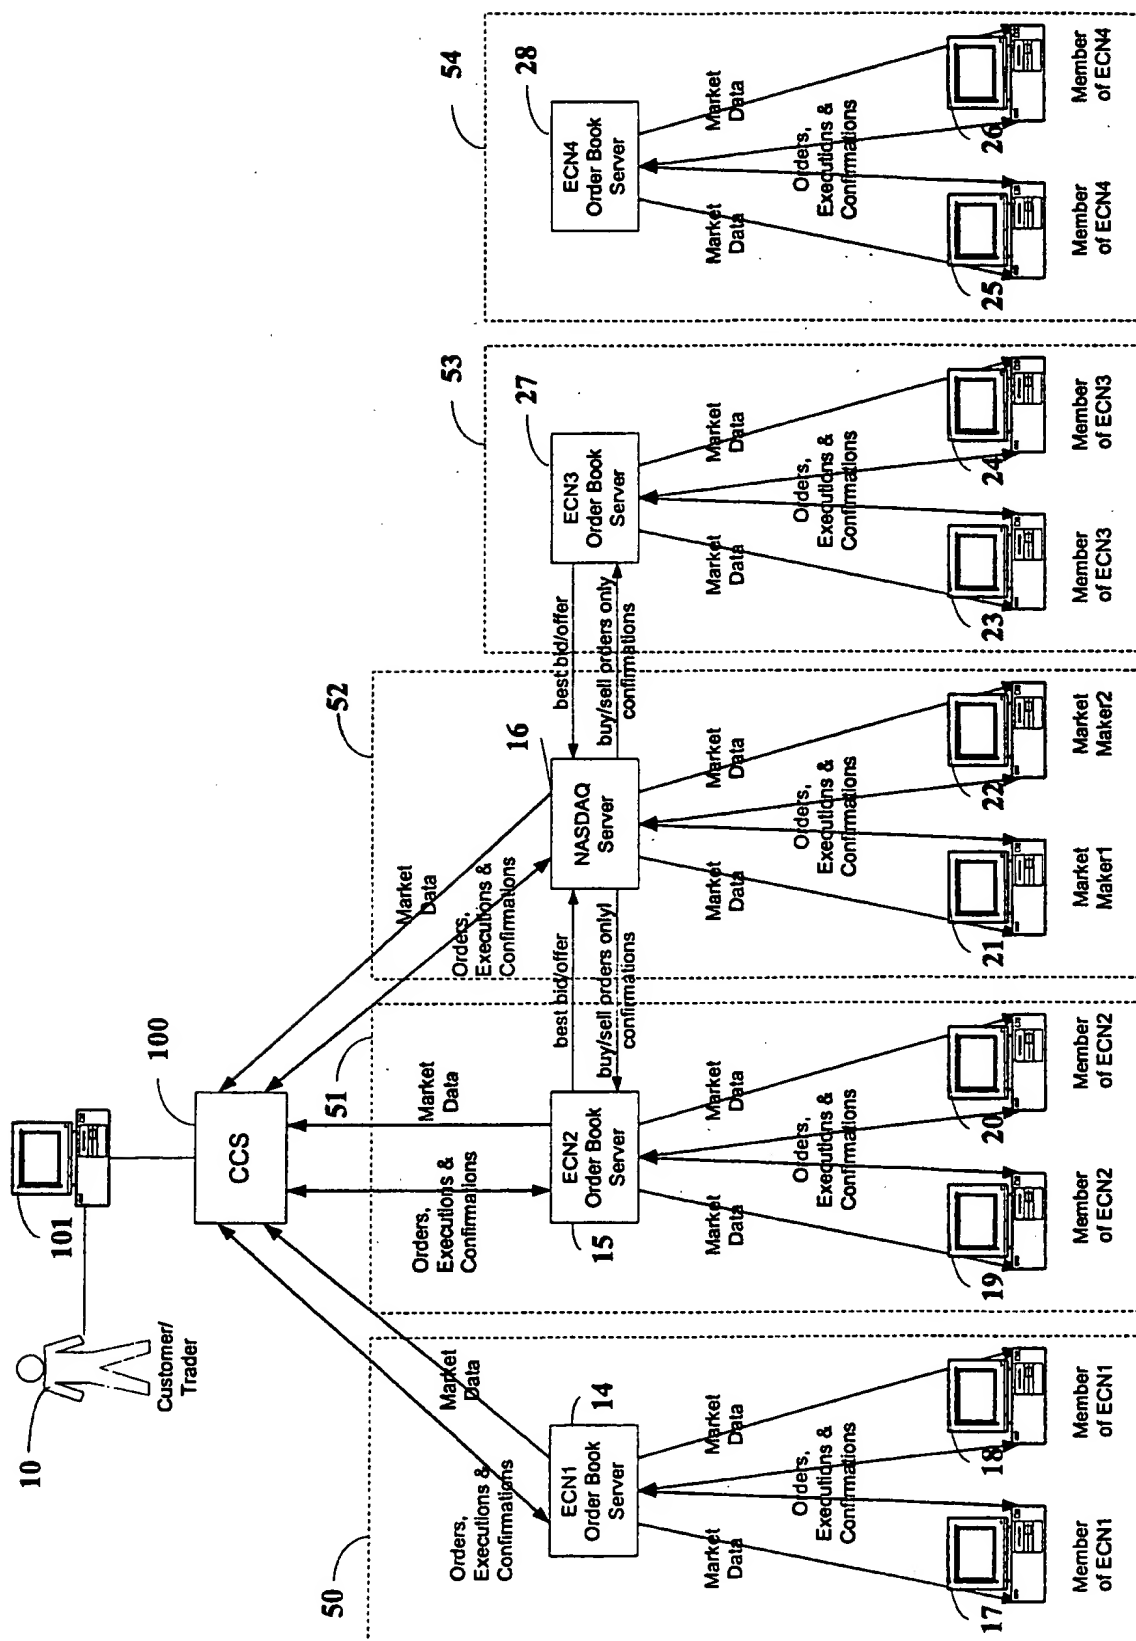 10
Customer/
Trader
101
CCS
100
50
51
52
53
54
Orders,
Executions &
Confirmations
Market
Data
Orders,
Executions &
Confirmations
Market
Data
Market
Data
Orders,
Executions &
Confirmations
ECN1
Order Book
Server
14
ECN2
Order Book
Server
15
NASDAQ
Server
16
ECN3
Order Book
Server
27
ECN4
Order Book
Server
28
best bid/offer
buy/sell orders only
confirmations
best bid/offer
buy/sell orders only
confirmations
Market
Data
Orders,
Executions &
Confirmations
Market
Data
Market
Data
Orders,
Executions &
Confirmations
Market
Data
Market
Data
Orders,
Executions &
Confirmations
Market
Data
Market
Data
Orders,
Executions &
Confirmations
Market
Data
Market
Data
Orders,
Executions &
Confirmations
Market
Data
17
18
19
20
21
22
23
24
25
26
Member
of ECN1
Member
of ECN1
Member
of ECN2
Member
of ECN2
Market
Maker1
Market
Maker2
Member
of ECN3
Member
of ECN3
Member
of ECN4
Member
of ECN4